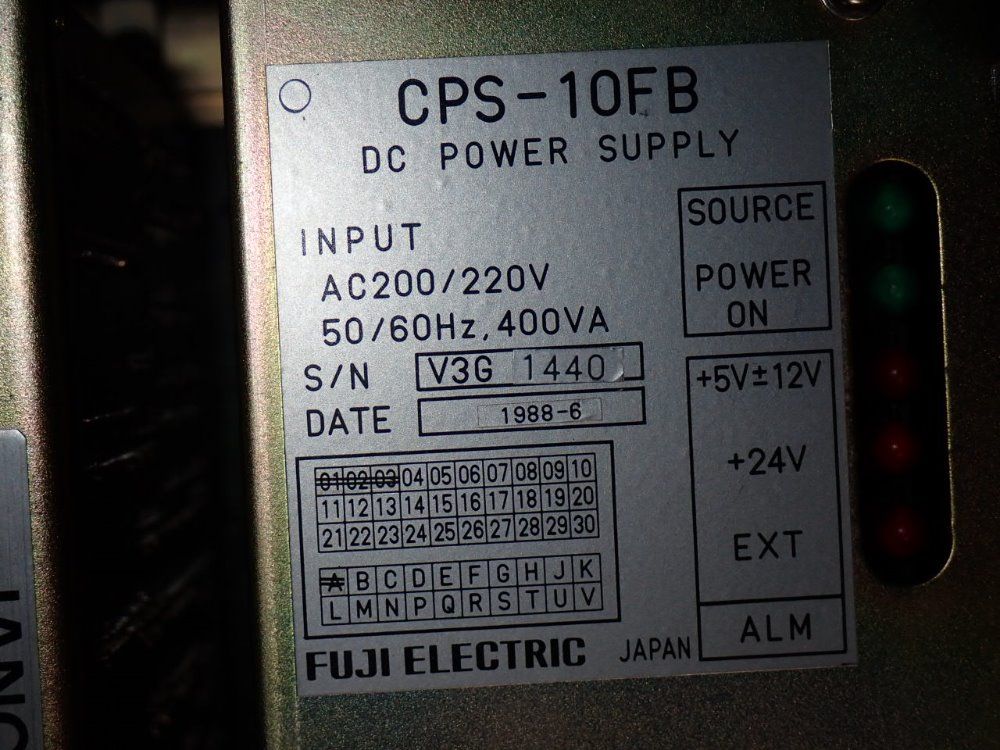 CPS-10FB
DC POWER SUPPLY
INPUT
AC200/220V
50/60Hz, 400VA
S/N V3G 1440
DATE 1988-6
01 02 03 04 05 06 07 08 09 10
11 12 13 14 15 16 17 18 19 20
21 22 23 24 25 26 27 28 29 30
A B C D E F G H J K
L M N P Q R S T U V
FUJI ELECTRIC JAPAN
SOURCE
POWER
ON
+5V±12V
+24V
EXT
ALM